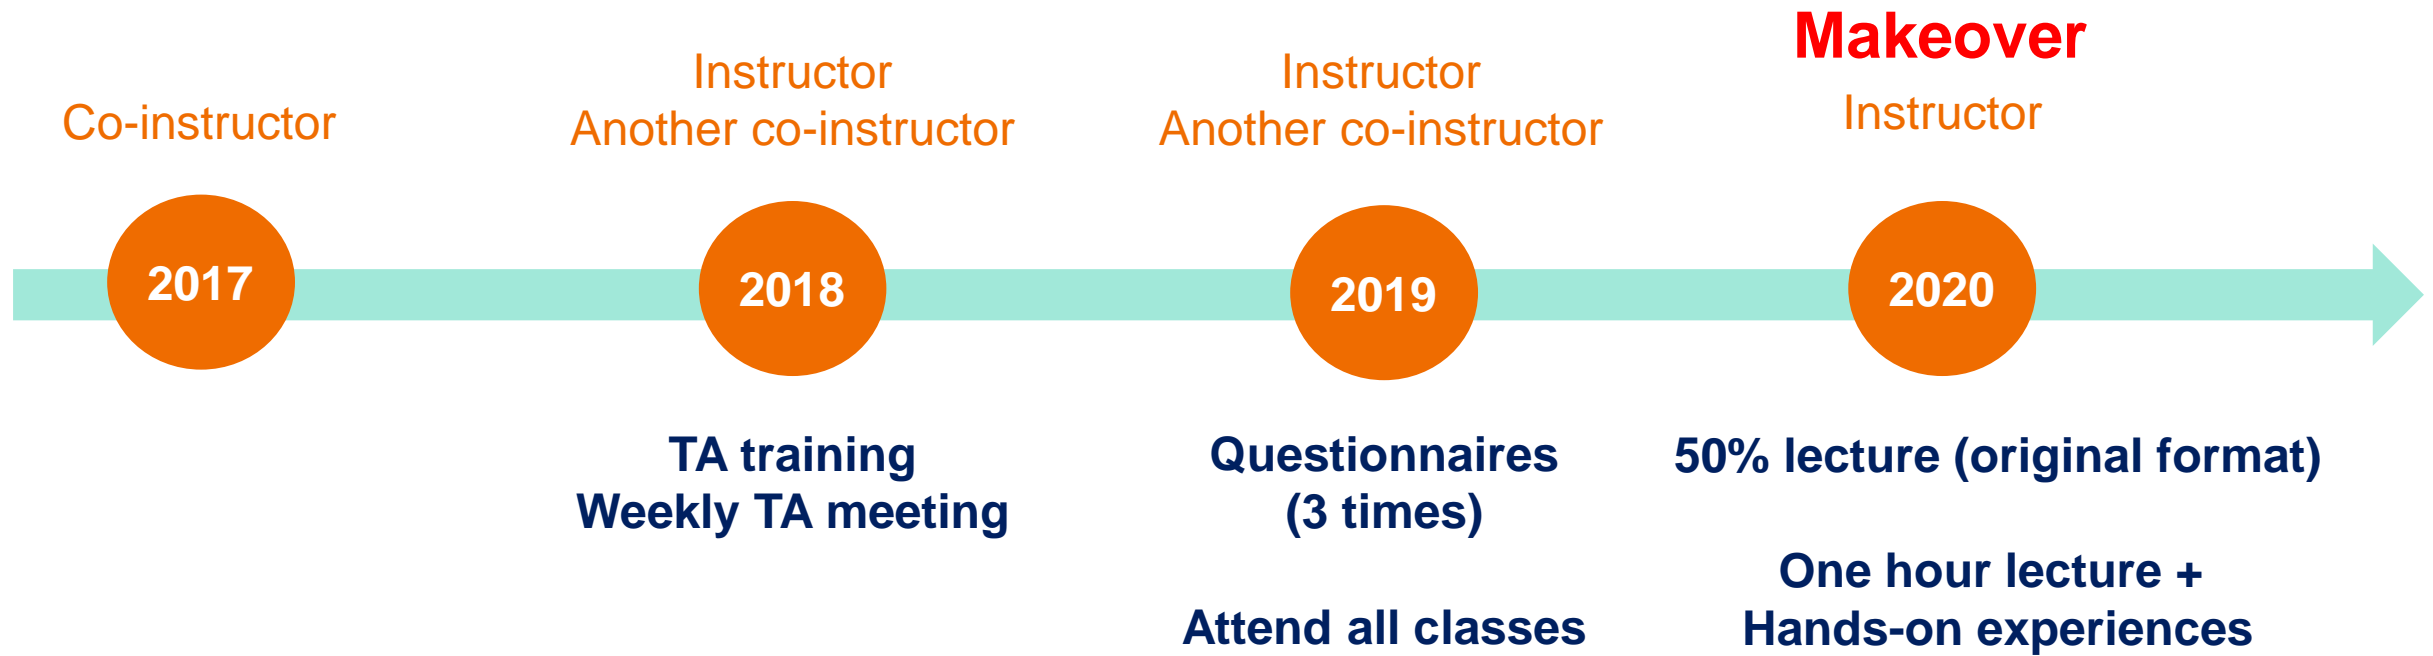 Co-instructor
2017
Instructor
Another co-instructor
2018
TA training
Weekly TA meeting
Instructor
Another co-instructor
2019
Questionnaires
(3 times)
Attend all classes
Makeover
Instructor
2020
50% lecture (original format)
One hour lecture +
Hands-on experiences